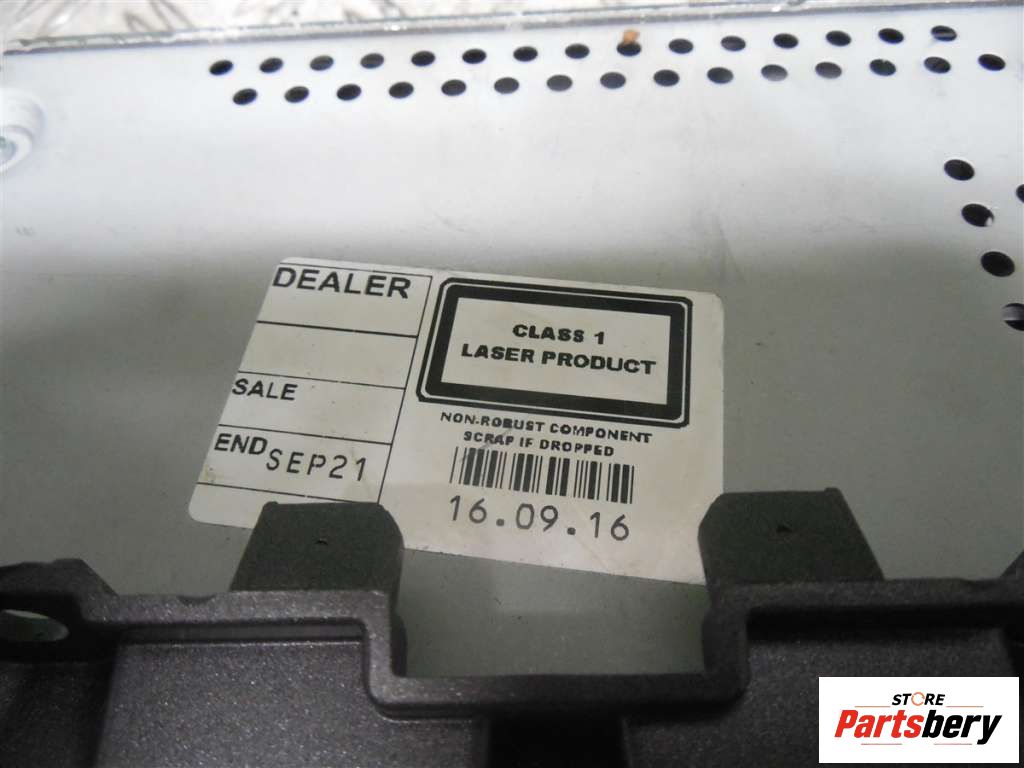 DEALER
SALE
END SEP21
CLASS 1
LASER PRODUCT
NON-ROBUST COMPONENT
SCRAP IF DROPPED
16.09.16
STORE
Partsbery